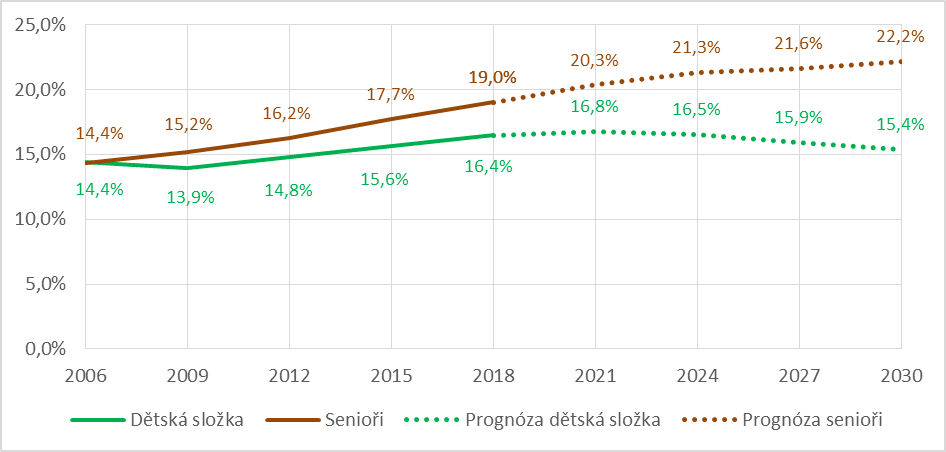 25,0%
20,0%
15,0%
10,0%
5,0%
0,0%
14,4% 15,2% 16,2% 17,7% 19,0% 20,3% 21,3% 21,6% 22,2%
14,4% 13,9% 14,8% 15,6% 16,4% 16,8% 16,5% 15,9% 15,4%
2006 2009 2012 2015 2018 2021 2024 2027 2030
Dětská složka Senioři Prognóza dětská složka Prognóza senioři